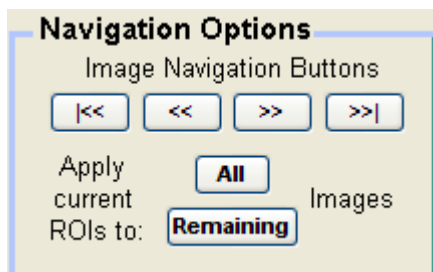 Navigation Options
Image Navigation Buttons
|<< << >> >>|
Apply
current
ROIs to:
All
Remaining
Images